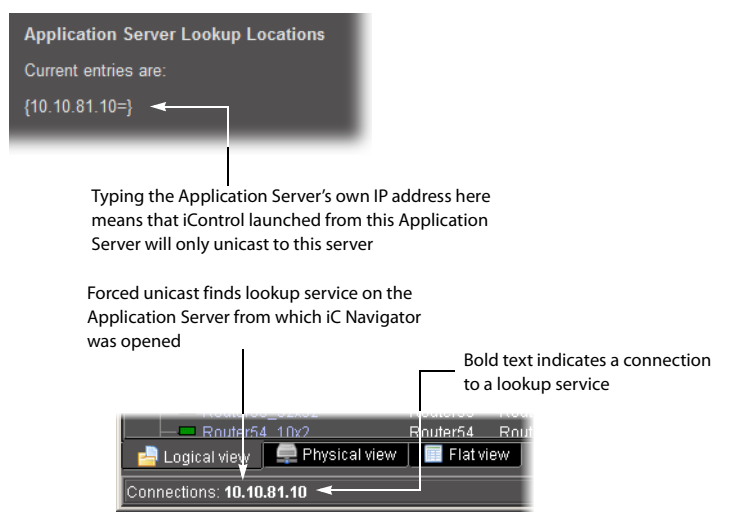 Application Server Lookup Locations
Current entries are:
{10.10.81.10=}
Typing the Application Server's own IP address here
means that iControl launched from this Application
Server will only unicast to this server
Forced unicast finds lookup service on the
Application Server from which iC Navigator
was opened
Bold text indicates a connection
to a lookup service
Router54_10x2 Router54
Logical view Physical view Flat view
Connections: 10.10.81.10